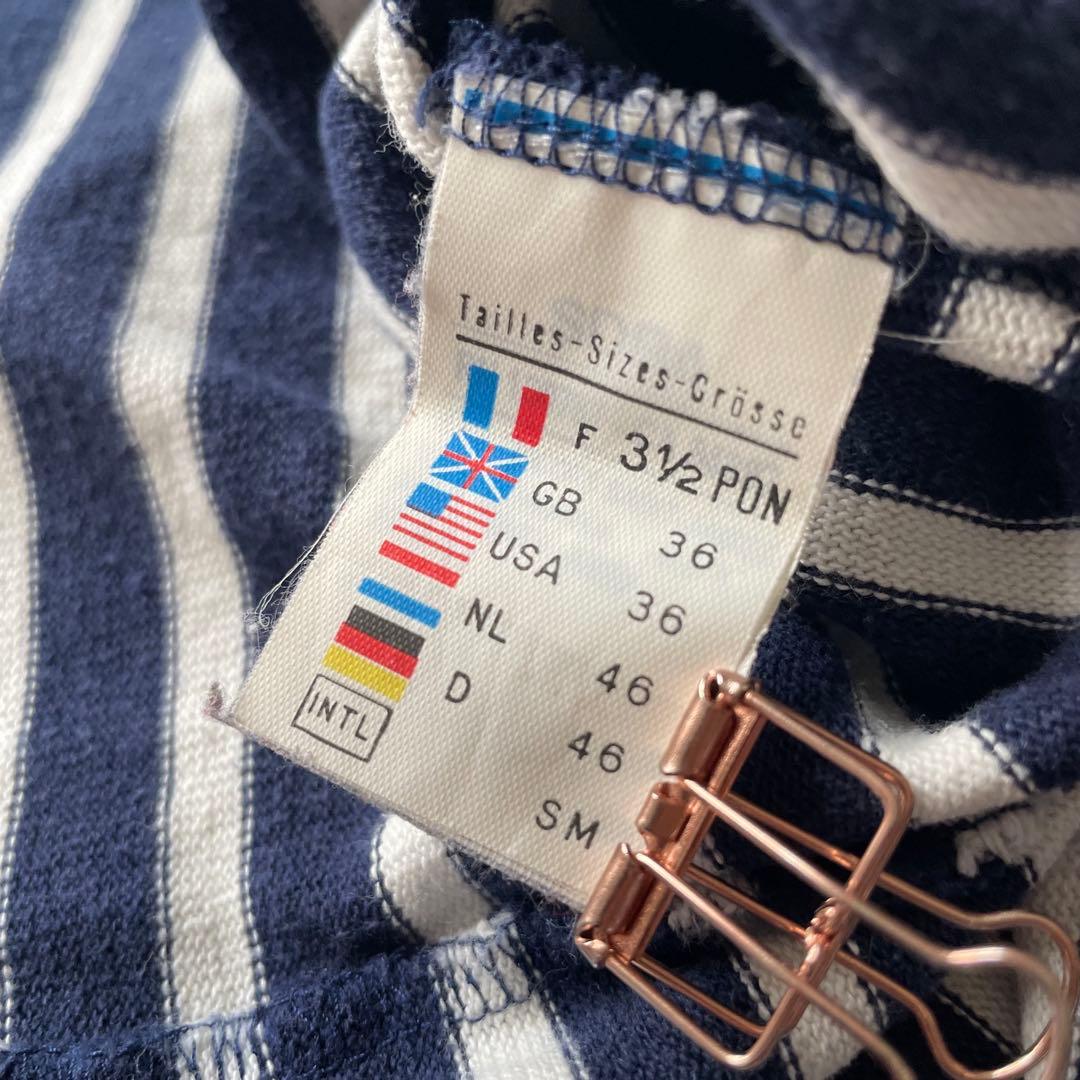 Tailles-Sizes-Grösse
F 3½ PON
GB 36
USA 36
NL 46
D 46
INTL SM